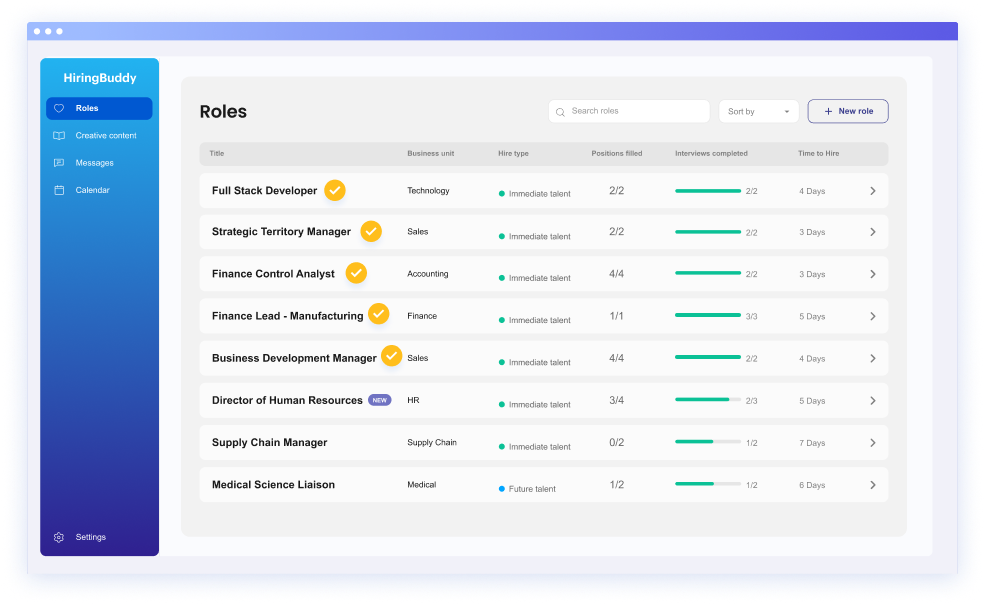 HiringBuddy
Roles
Creative content
Messages
Calendar
Settings
Roles
Search roles
Sort by
+ New role
Title Business unit Hire type Positions filled Interviews completed Time to Hire
Full Stack Developer Technology Immediate talent 2/2 2/2 4 Days
Strategic Territory Manager Sales Immediate talent 2/2 2/2 3 Days
Finance Control Analyst Accounting Immediate talent 4/4 2/2 3 Days
Finance Lead - Manufacturing Finance Immediate talent 1/1 3/3 5 Days
Business Development Manager Sales Immediate talent 4/4 2/2 4 Days
Director of Human Resources NEW HR Immediate talent 3/4 2/3 5 Days
Supply Chain Manager Supply Chain Immediate talent 0/2 1/2 7 Days
Medical Science Liaison Medical Future talent 1/2 1/2 6 Days